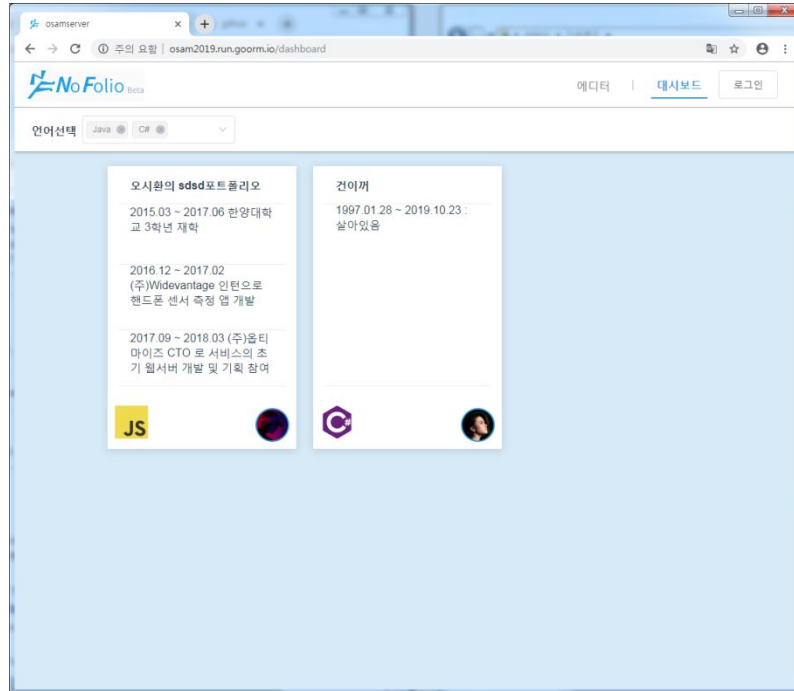 osamserver
주의 요함 | osam2019.run.goorm.io/dashboard
NoFolio Beta
에디터 | 대시보드 로그인
언어선택 Java C#
오시환의 sdsd포트폴리오
2015.03 ~ 2017.06 한양대학
교 3학년 재학
2016.12 ~ 2017.02
(주)Widevantage 인턴으로
핸드폰 센서 측정 앱 개발
2017.09 ~ 2018.03 (주)옵티
마이즈 CTO 로 서비스의 초
기 웹서버 개발 및 기획 참여
JS
건이꺼
1997.01.28 ~ 2019.10.23 :
살아있음
C#